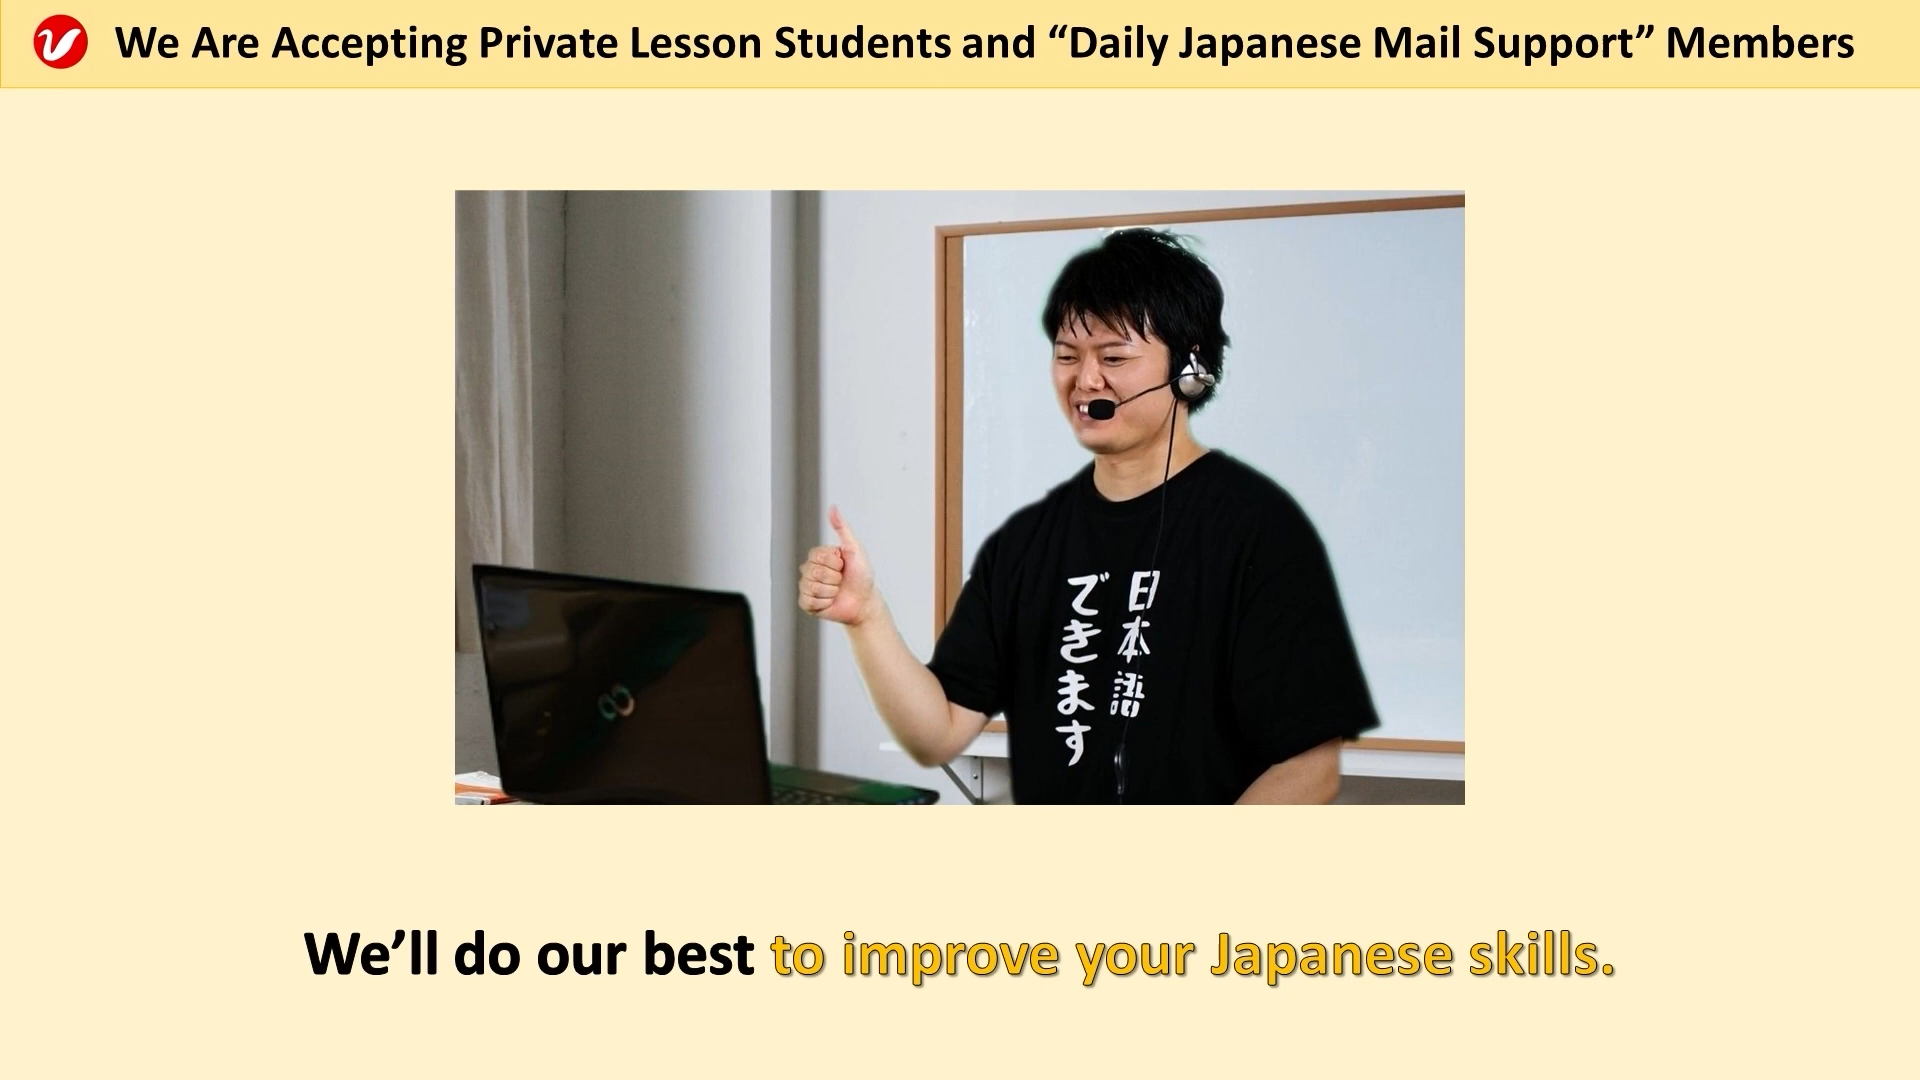 We Are Accepting Private Lesson Students and “Daily Japanese Mail Support” Members
日本語
できます
We’ll do our best to improve your Japanese skills.